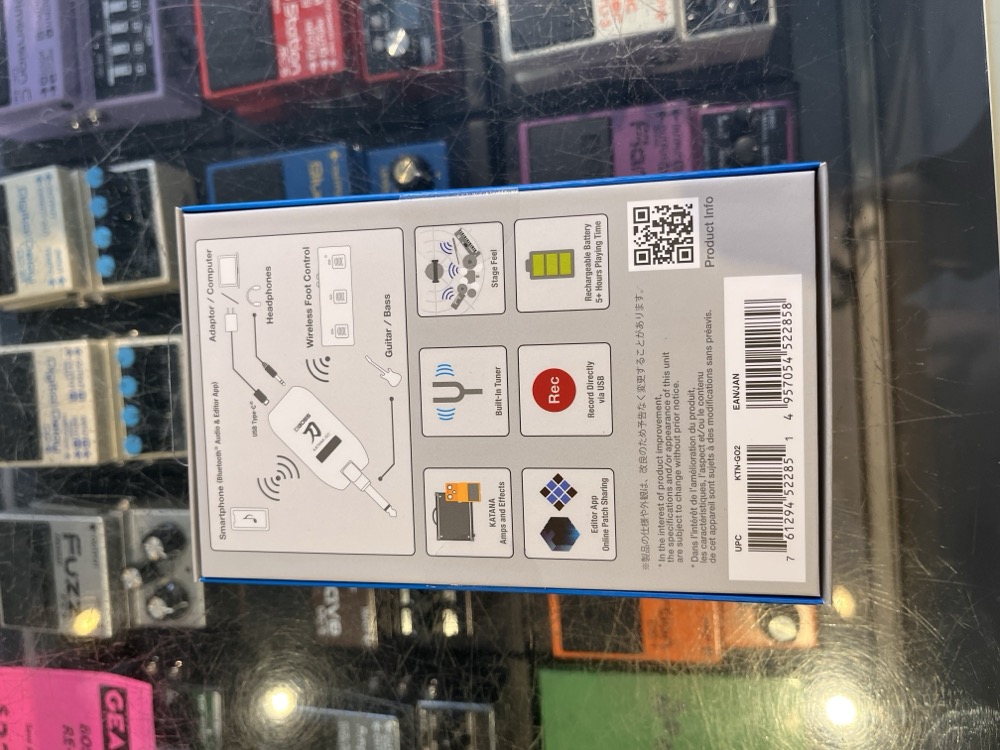 Smartphone (Bluetooth® Audio & Editor App)
Adaptor / Computer
USB Type-C®
Headphones
Wireless Foot Control
BOSS
Guitar / Bass
KATANA
Amps and Effects
Built-In Tuner
Stage Feel
Editor App
Online Patch Sharing
Rec
Record Directly
via USB
Rechargeable Battery
5+ Hours Playing Time
※製品の仕様や外観は、改良のため予告なく変更することがあります。
* In the interest of product improvement,
the specifications and/or appearance of this unit
are subject to change without prior notice.
* Dans l'intérêt de l'amélioration du produit,
les caractéristiques, l'aspect et/ou le contenu
de cet appareil sont sujets à des modifications sans préavis.
Product Info
UPC
KTN-GO2
EAN/JAN
7 61294 52285 1
4 957054 522858
Digital Delay
Fuzz
GEA